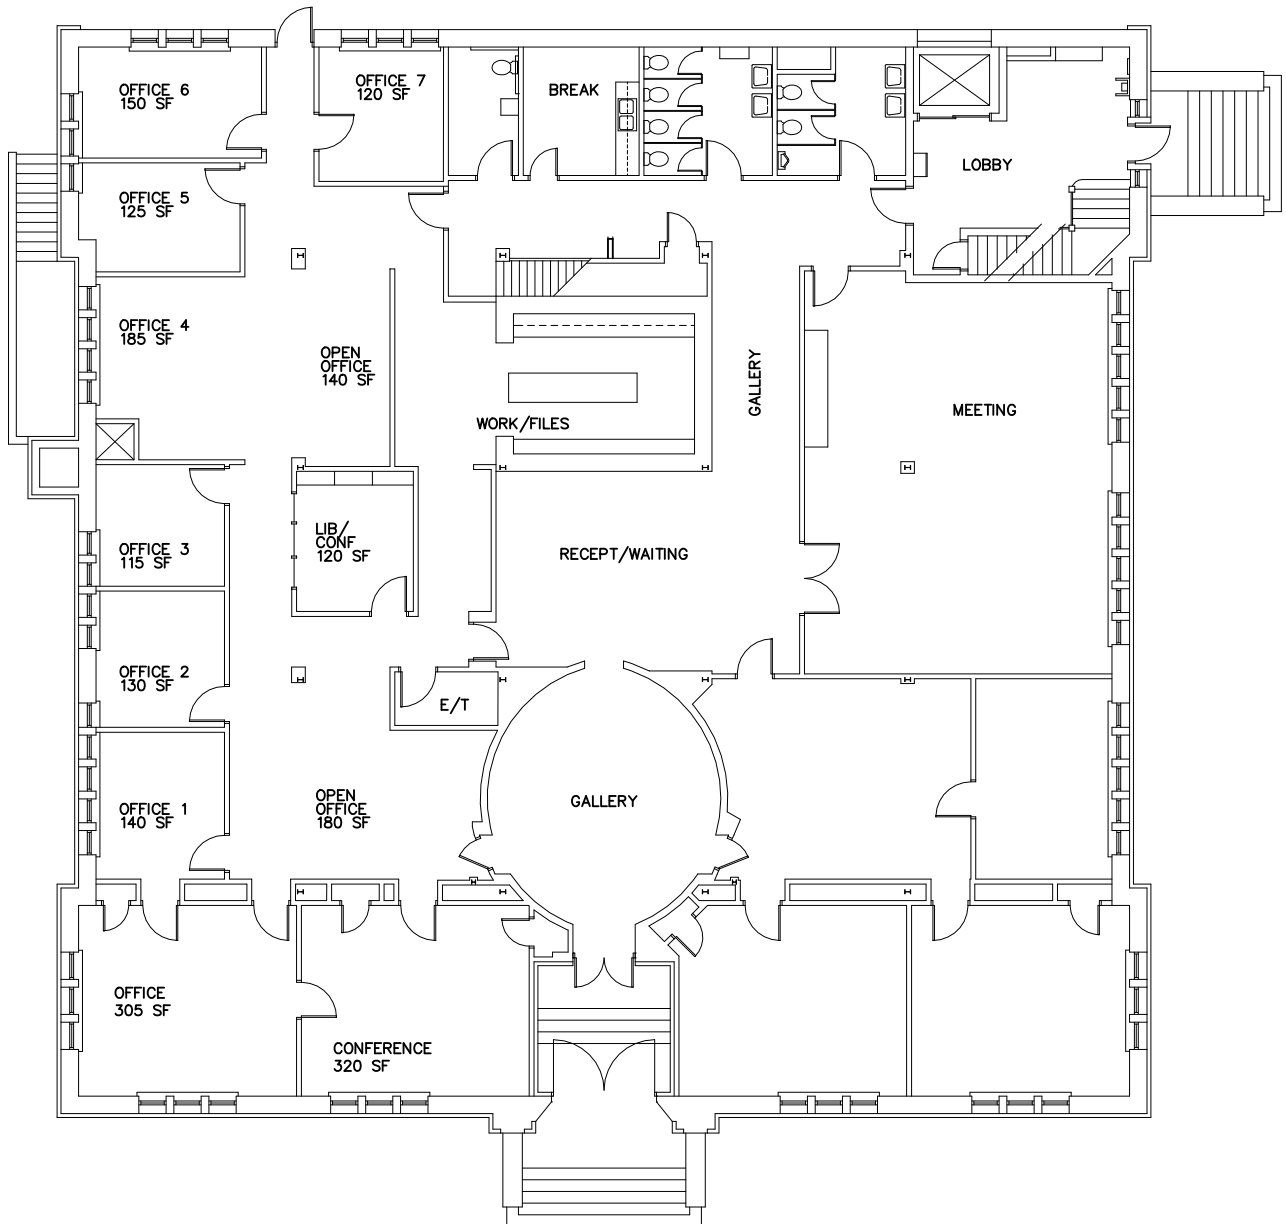 OFFICE 6
150 SF
OFFICE 7
120 SF
BREAK
LOBBY
OFFICE 5
125 SF
OFFICE 4
185 SF
OPEN
OFFICE
140 SF
GALLERY
MEETING
WORK/FILES
OFFICE 3
115 SF
LIB/
CONF
120 SF
RECEPT/WAITING
OFFICE 2
130 SF
E/T
OFFICE 1
140 SF
OPEN
OFFICE
180 SF
GALLERY
OFFICE
305 SF
CONFERENCE
320 SF